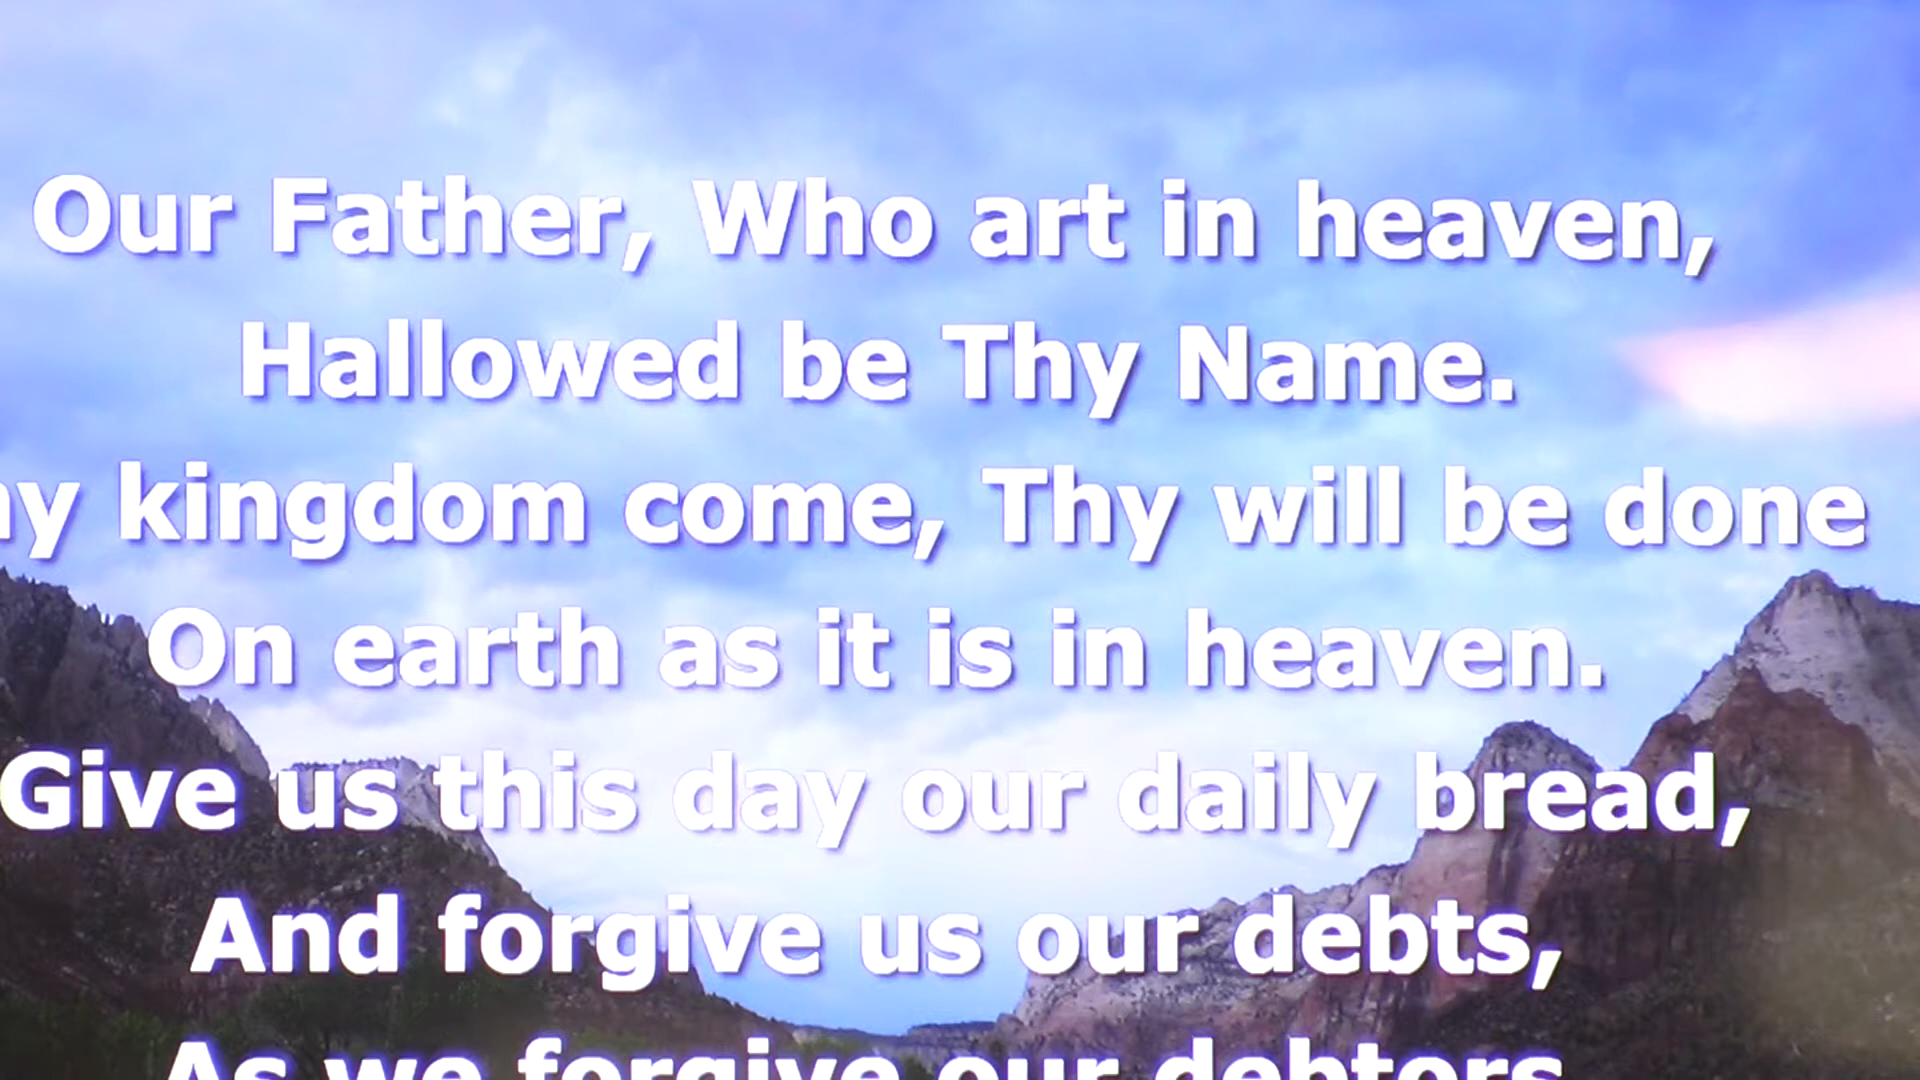 Our Father, Who art in heaven,
Hallowed be Thy Name.
kingdom come, Thy will be done
On earth as it is in heaven.
Give us this day our daily bread,
And forgive us our debts,
As we forgive our debtors